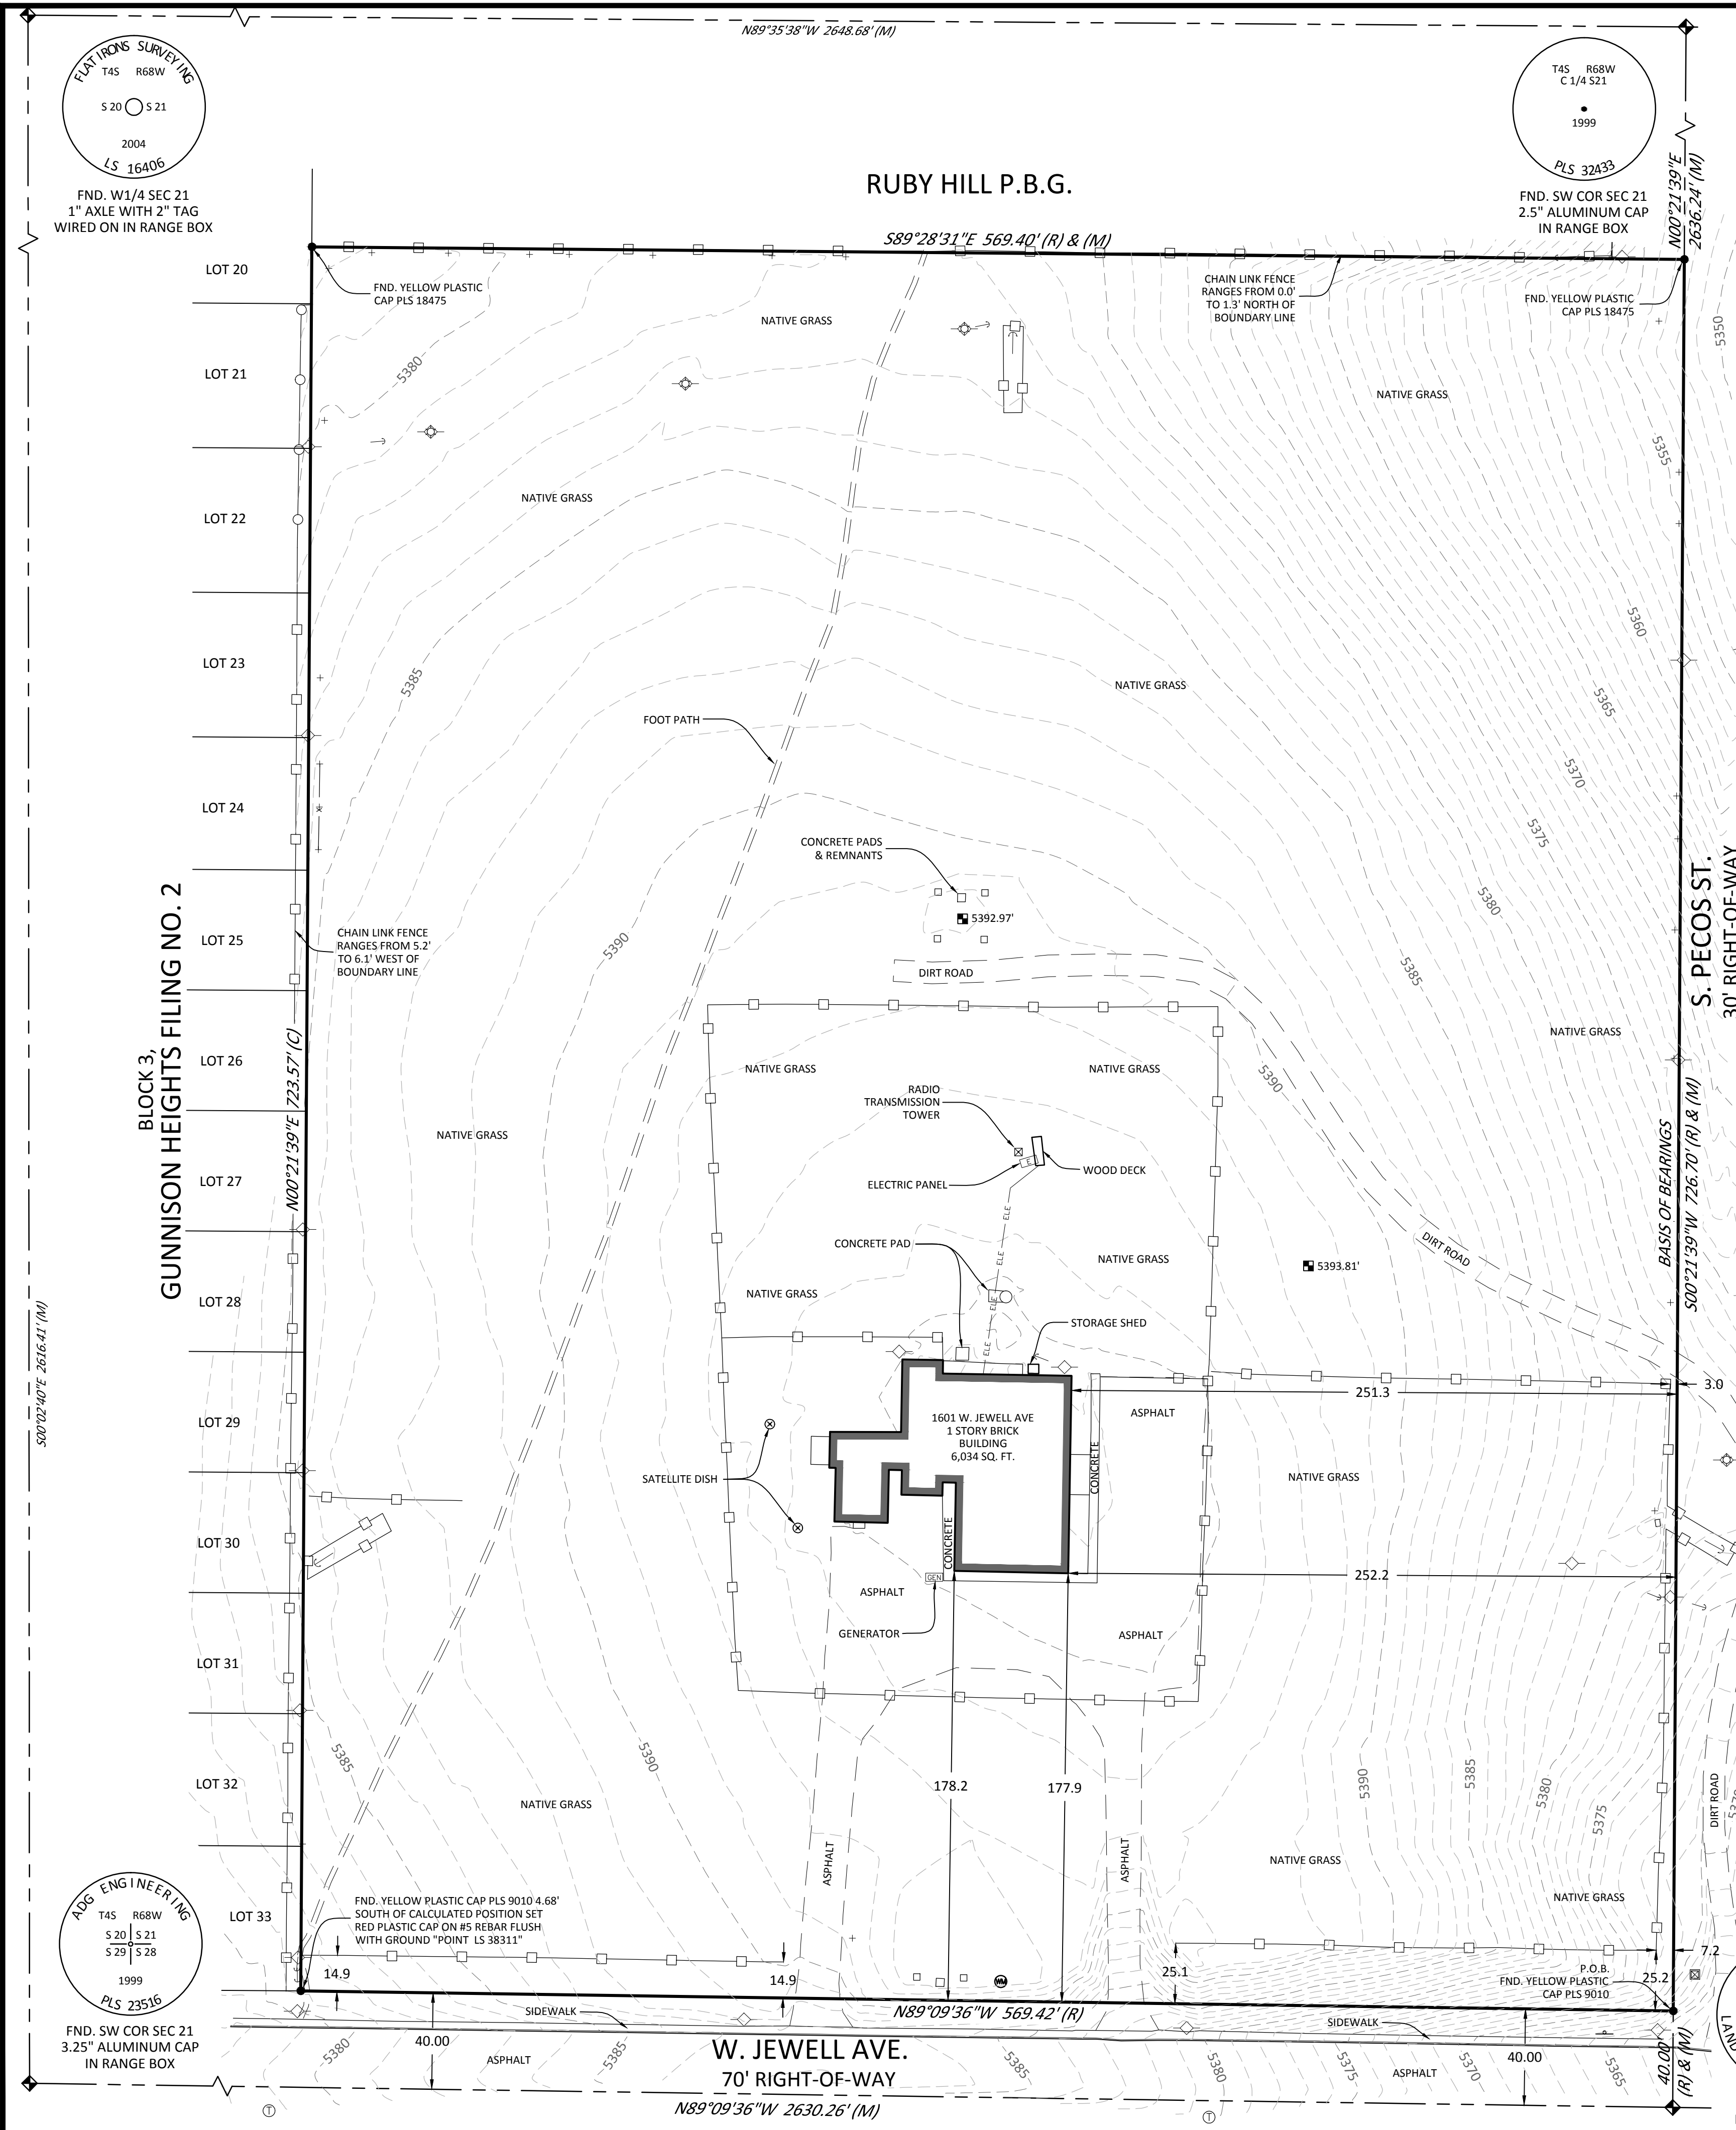 N89°35'38"W 2648.68' (M)
FLATIRONS SURVEYING
T4S R68W
S 20 S 21
2004
LS 16406
FND. W1/4 SEC 21
1" AXLE WITH 2" TAG
WIRED ON IN RANGE BOX
T4S R68W
C 1/4 S21
1999
PLS 32433
FND. SW COR SEC 21
2.5" ALUMINUM CAP
IN RANGE BOX
N00°21'39"E
2636.24' (M)
RUBY HILL P.B.G.
S89°28'31"E 569.40' (R) & (M)
LOT 20
FND. YELLOW PLASTIC
CAP PLS 18475
CHAIN LINK FENCE
RANGES FROM 0.0'
TO 1.3' NORTH OF
BOUNDARY LINE
FND. YELLOW PLASTIC
CAP PLS 18475
NATIVE GRASS
5350
LOT 21
5380
NATIVE GRASS
5355
LOT 22
NATIVE GRASS
5360
LOT 23
5385
NATIVE GRASS
5365
FOOT PATH
5370
LOT 24
5375
CONCRETE PADS
& REMNANTS
5380
5392.97'
LOT 25
CHAIN LINK FENCE
RANGES FROM 5.2'
TO 6.1' WEST OF
BOUNDARY LINE
5390
DIRT ROAD
5385
S. PECOS ST.
30' RIGHT-OF-WAY
BLOCK 3,
GUNNISON HEIGHTS FILING NO. 2
N00°21'39"E 723.57' (C)
NATIVE GRASS
LOT 26
NATIVE GRASS
NATIVE GRASS
5390
RADIO
TRANSMISSION
TOWER
NATIVE GRASS
BASIS OF BEARINGS
S00°21'39"W 726.70' (R) & (M)
LOT 27
E
WOOD DECK
ELECTRIC PANEL
ELE
CONCRETE PAD
ELE
NATIVE GRASS
DIRT ROAD
5393.81'
LOT 28
NATIVE GRASS
ELE
STORAGE SHED
ELE
S00°02'40"E 2616.41' (M)
251.3
3.0
LOT 29
1601 W. JEWELL AVE
1 STORY BRICK
BUILDING
6,034 SQ. FT.
ASPHALT
CONCRETE
SATELLITE DISH
NATIVE GRASS
LOT 30
CONCRETE
GEN
252.2
ASPHALT
GENERATOR
ASPHALT
LOT 31
5385
5390
LOT 32
178.2
177.9
5390
5385
5380
5375
DIRT ROAD
NATIVE GRASS
ASPHALT
ASPHALT
NATIVE GRASS
NATIVE GRASS
ADG ENGINEERING
T4S R68W
S 20 S 21
S 29 S 28
1999
PLS 23516
FND. SW COR SEC 21
3.25" ALUMINUM CAP
IN RANGE BOX
LOT 33
FND. YELLOW PLASTIC CAP PLS 9010 4.68'
SOUTH OF CALCULATED POSITION SET
RED PLASTIC CAP ON #5 REBAR FLUSH
WITH GROUND "POINT LS 38311"
14.9
14.9
WM
25.1
P.O.B.
FND. YELLOW PLASTIC
CAP PLS 9010
25.2
7.2
N89°09'36"W 569.42' (R)
SIDEWALK
SIDEWALK
40.00
5380
ASPHALT
5385
W. JEWELL AVE.
70' RIGHT-OF-WAY
5385
5380
5375
ASPHALT
5370
40.00
5365
40.00'
(R) & (M)
N89°09'36"W 2630.26' (M)
T
T